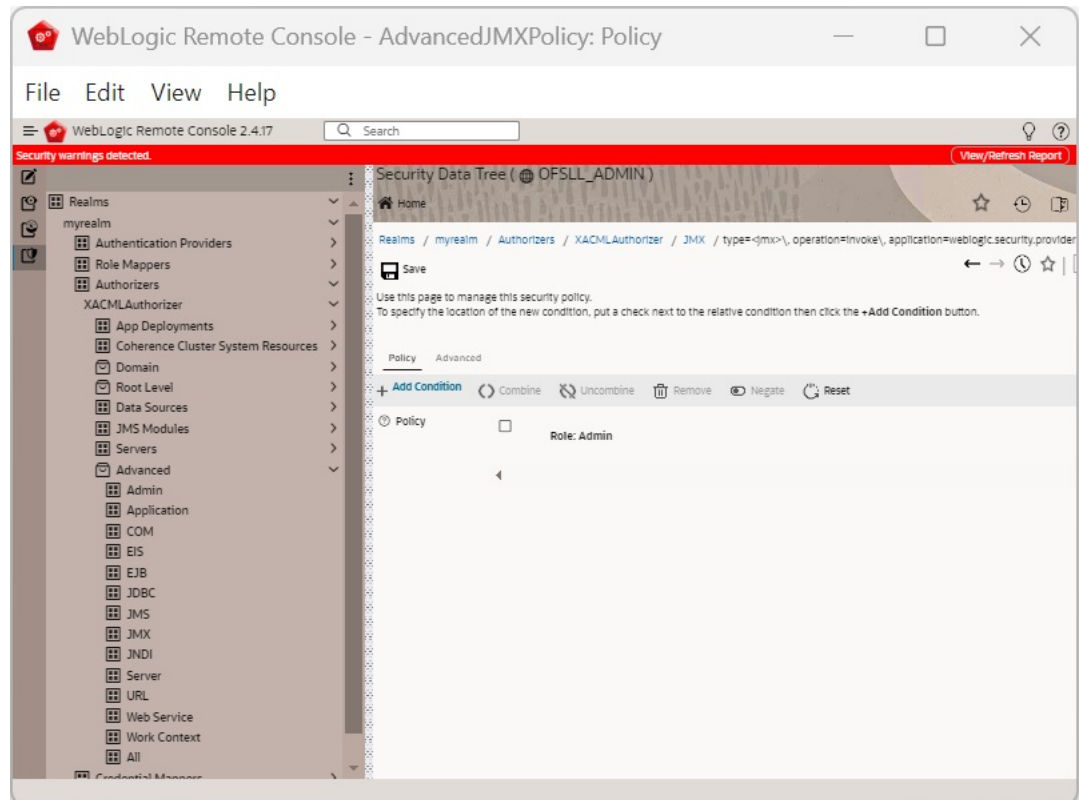 WebLogic Remote Console - AdvancedJMXPolicy: Policy
File Edit View Help
WebLogic Remote Console 2.4.17
Search
Security warnings detected.
View/Refresh Report
Realms
myrealm
Authentication Providers
Role Mappers
Authorizers
XACMLAuthorizer
App Deployments
Coherence Cluster System Resources
Domain
Root Level
Data Sources
JMS Modules
Servers
Advanced
Admin
Application
COM
EIS
EJB
JDBC
JMS
JMX
JNDI
Server
URL
Web Service
Work Context
All
Credential Mappers
Security Data Tree ( OFSLL_ADMIN )
Home
Realms / myrealm / Authorizers / XACMLAuthorizer / JMX / type=<jmx>\, operation=invoke\, application=weblogic.security.provider
Save
Use this page to manage this security policy.
To specify the location of the new condition, put a check next to the relative condition then click the +Add Condition button.
Policy Advanced
+ Add Condition Combine Uncombine Remove Negate Reset
Policy
Role: Admin